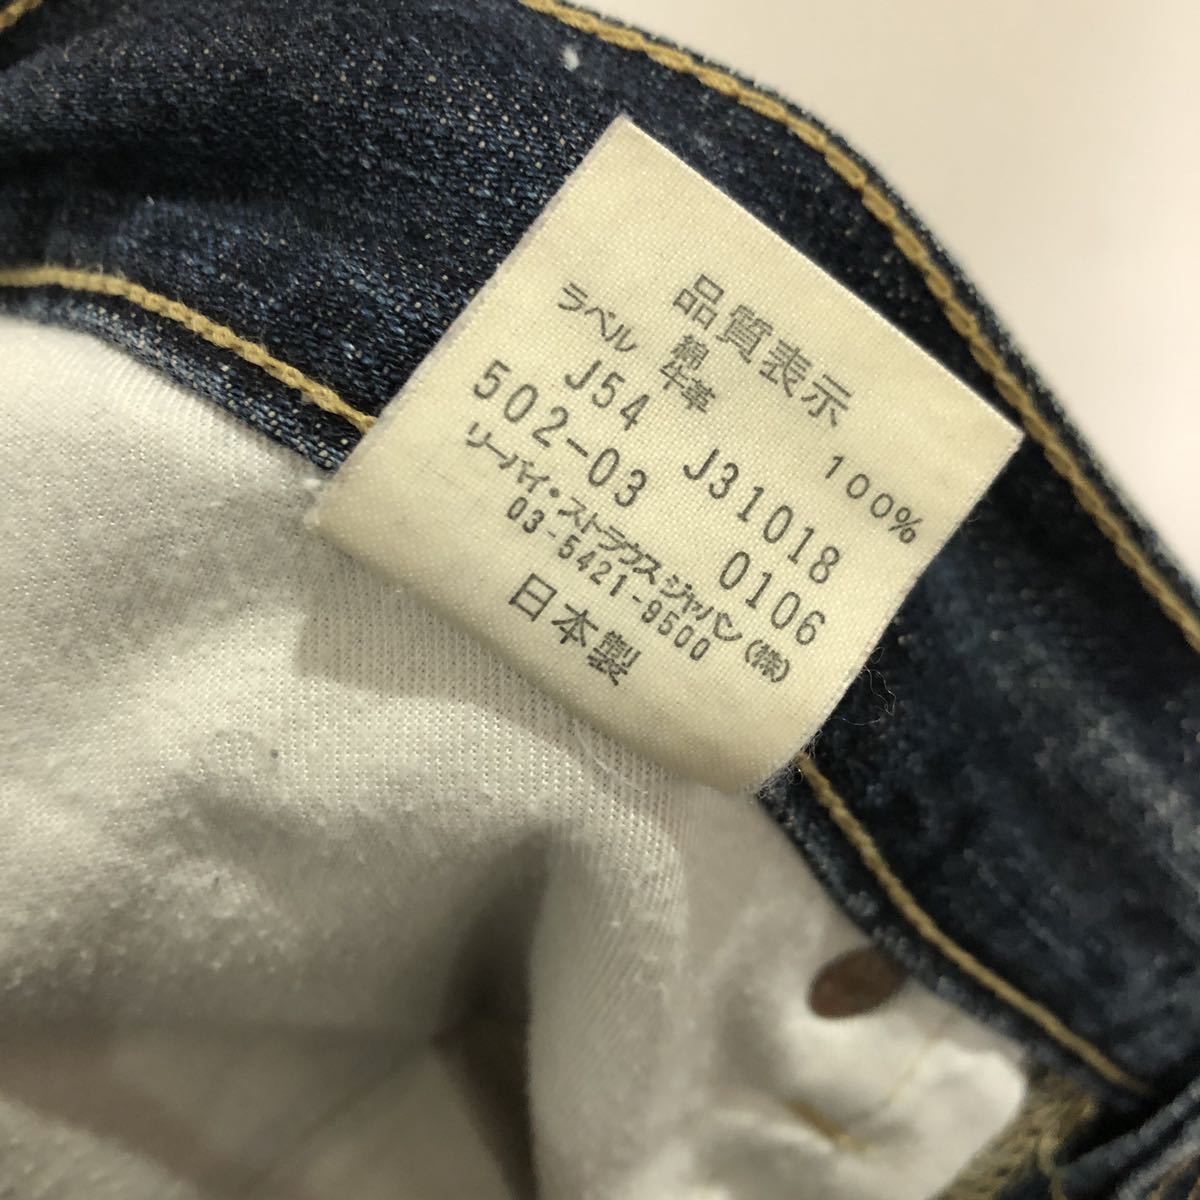 品質表示
綿 100%
ラベル 牛革
J54 J31018
502-03 0106
リーバイ・ストラウスジャパン(株)
03-5421-9500
日本製